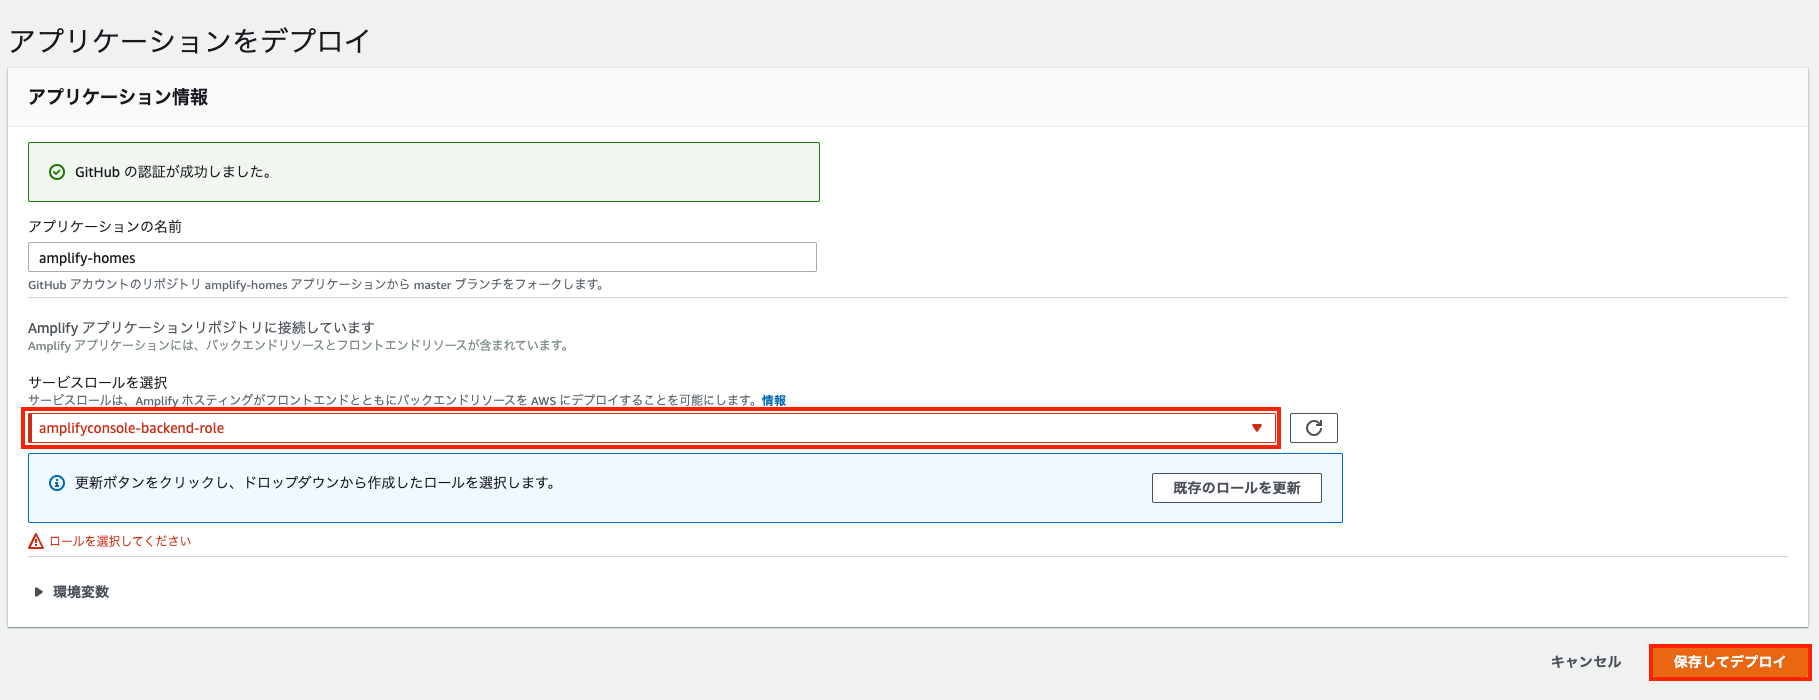 アプリケーションをデプロイ
アプリケーション情報
GitHub の認証が成功しました。
アプリケーションの名前
amplify-homes
GitHub アカウントのリポジトリ amplify-homes アプリケーションから master ブランチをフォークします。
Amplify アプリケーションリポジトリに接続しています
Amplify アプリケーションには、バックエンドリソースとフロントエンドリソースが含まれています。
サービスロールを選択
サービスロールは、Amplify ホスティングがフロントエンドとともにバックエンドリソースを AWS にデプロイすることを可能にします。情報
amplifyconsole-backend-role
更新ボタンをクリックし、ドロップダウンから作成したロールを選択します。
既存のロールを更新
ロールを選択してください
環境変数
キャンセル
保存してデプロイ